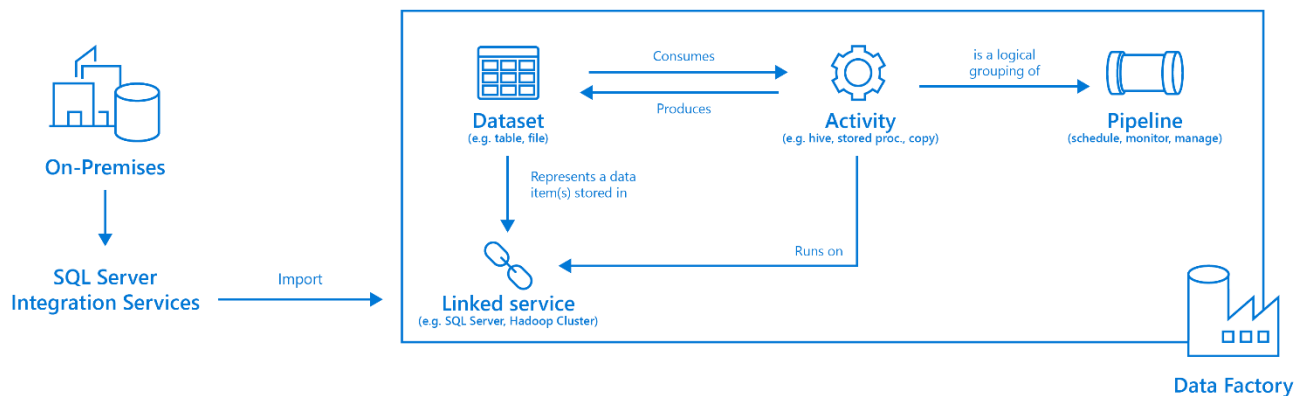 On-Premises
SQL Server
Integration Services
Import
Dataset
(e.g. table, file)
Consumes
Produces
Activity
(e.g. hive, stored proc., copy)
is a logical
grouping of
Pipeline
(schedule, monitor, manage)
Represents a data
item(s) stored in
Runs on
Linked service
(e.g. SQL Server, Hadoop Cluster)
Data Factory